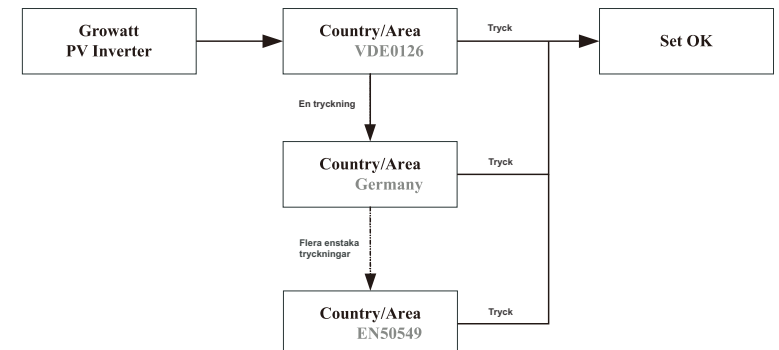 Growatt
PV Inverter
Country/Area
VDE0126
Tryck
Set OK
En tryckning
Country/Area
Germany
Tryck
Flera enstaka
tryckningar
Country/Area
EN50549
Tryck